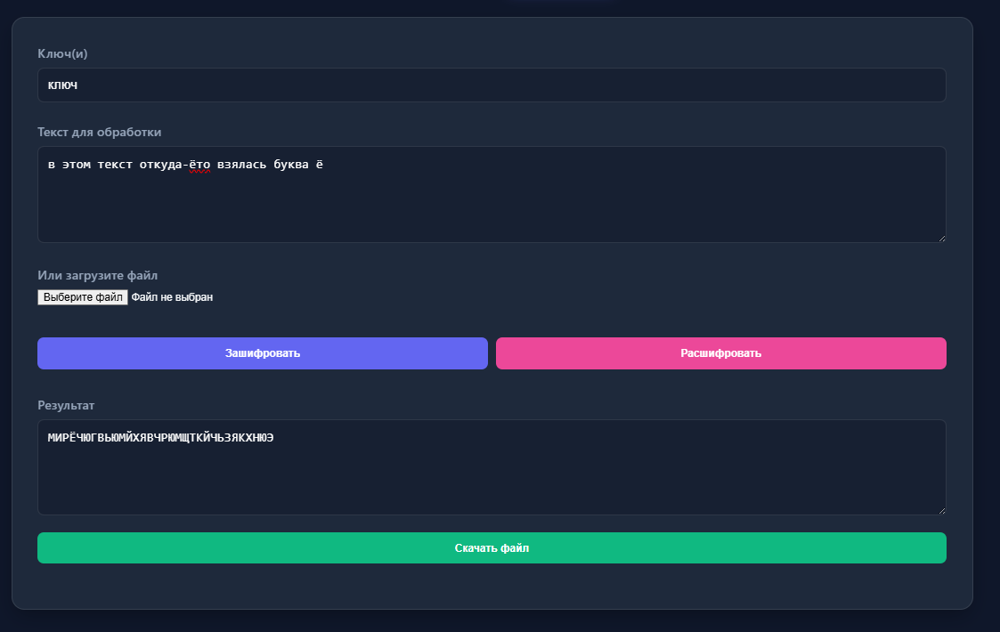 Ключ(и)
ключ
Текст для обработки
в этом текст откуда-ёто взялась буква ё
Или загрузите файл
Выберите файл Файл не выбран
Зашифровать Расшифровать
Результат
МИРЁЧЮГВЬЮМЙХЯВЧРЮМЩТКЙЧЬЗЯКХНЮЭ
Скачать файл